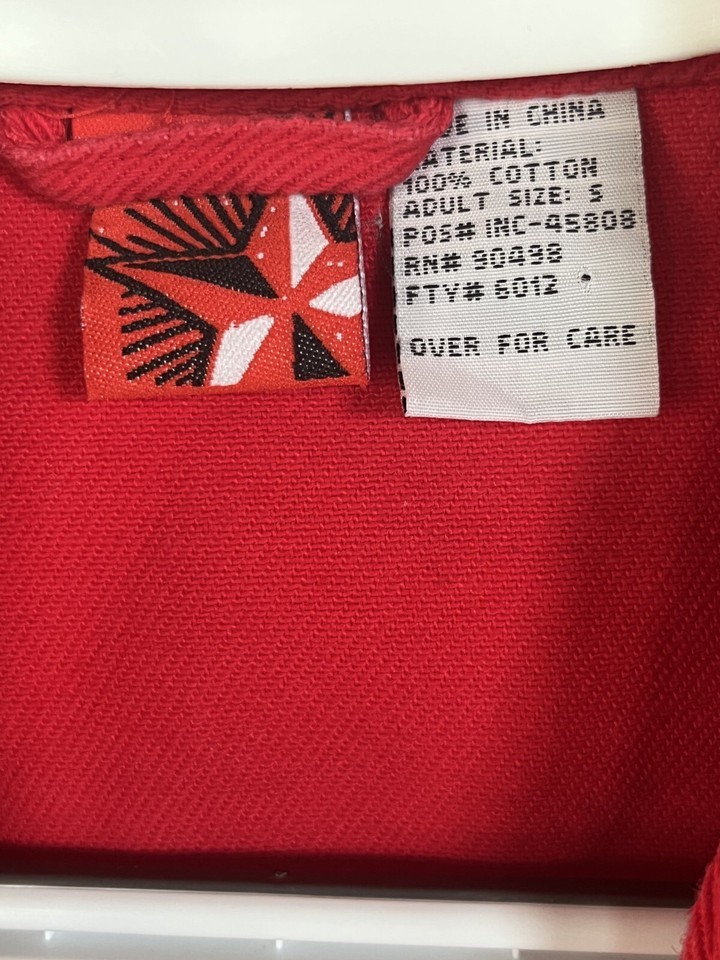 E IN CHINA
ATERIAL:
100% COTTON
ADULT SIZE: S
POS# INC-45808
RN# 90498
FTY# 6012
OVER FOR CARE